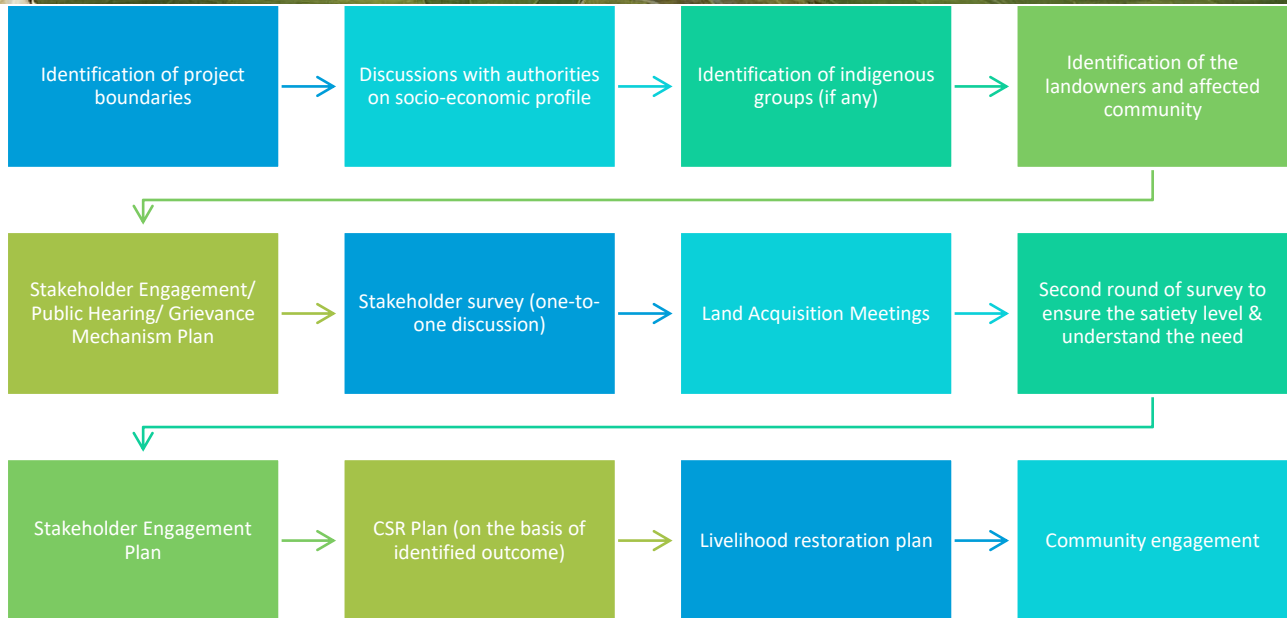 Identification of project
boundaries
Discussions with authorities
on socio-economic profile
Identification of indigenous
groups (if any)
Identification of the
landowners and affected
community
Stakeholder Engagement/
Public Hearing/ Grievance
Mechanism Plan
Stakeholder survey (one-to-
one discussion)
Land Acquisition Meetings
Second round of survey to
ensure the satiety level &
understand the need
Stakeholder Engagement
Plan
CSR Plan (on the basis of
identified outcome)
Livelihood restoration plan
Community engagement